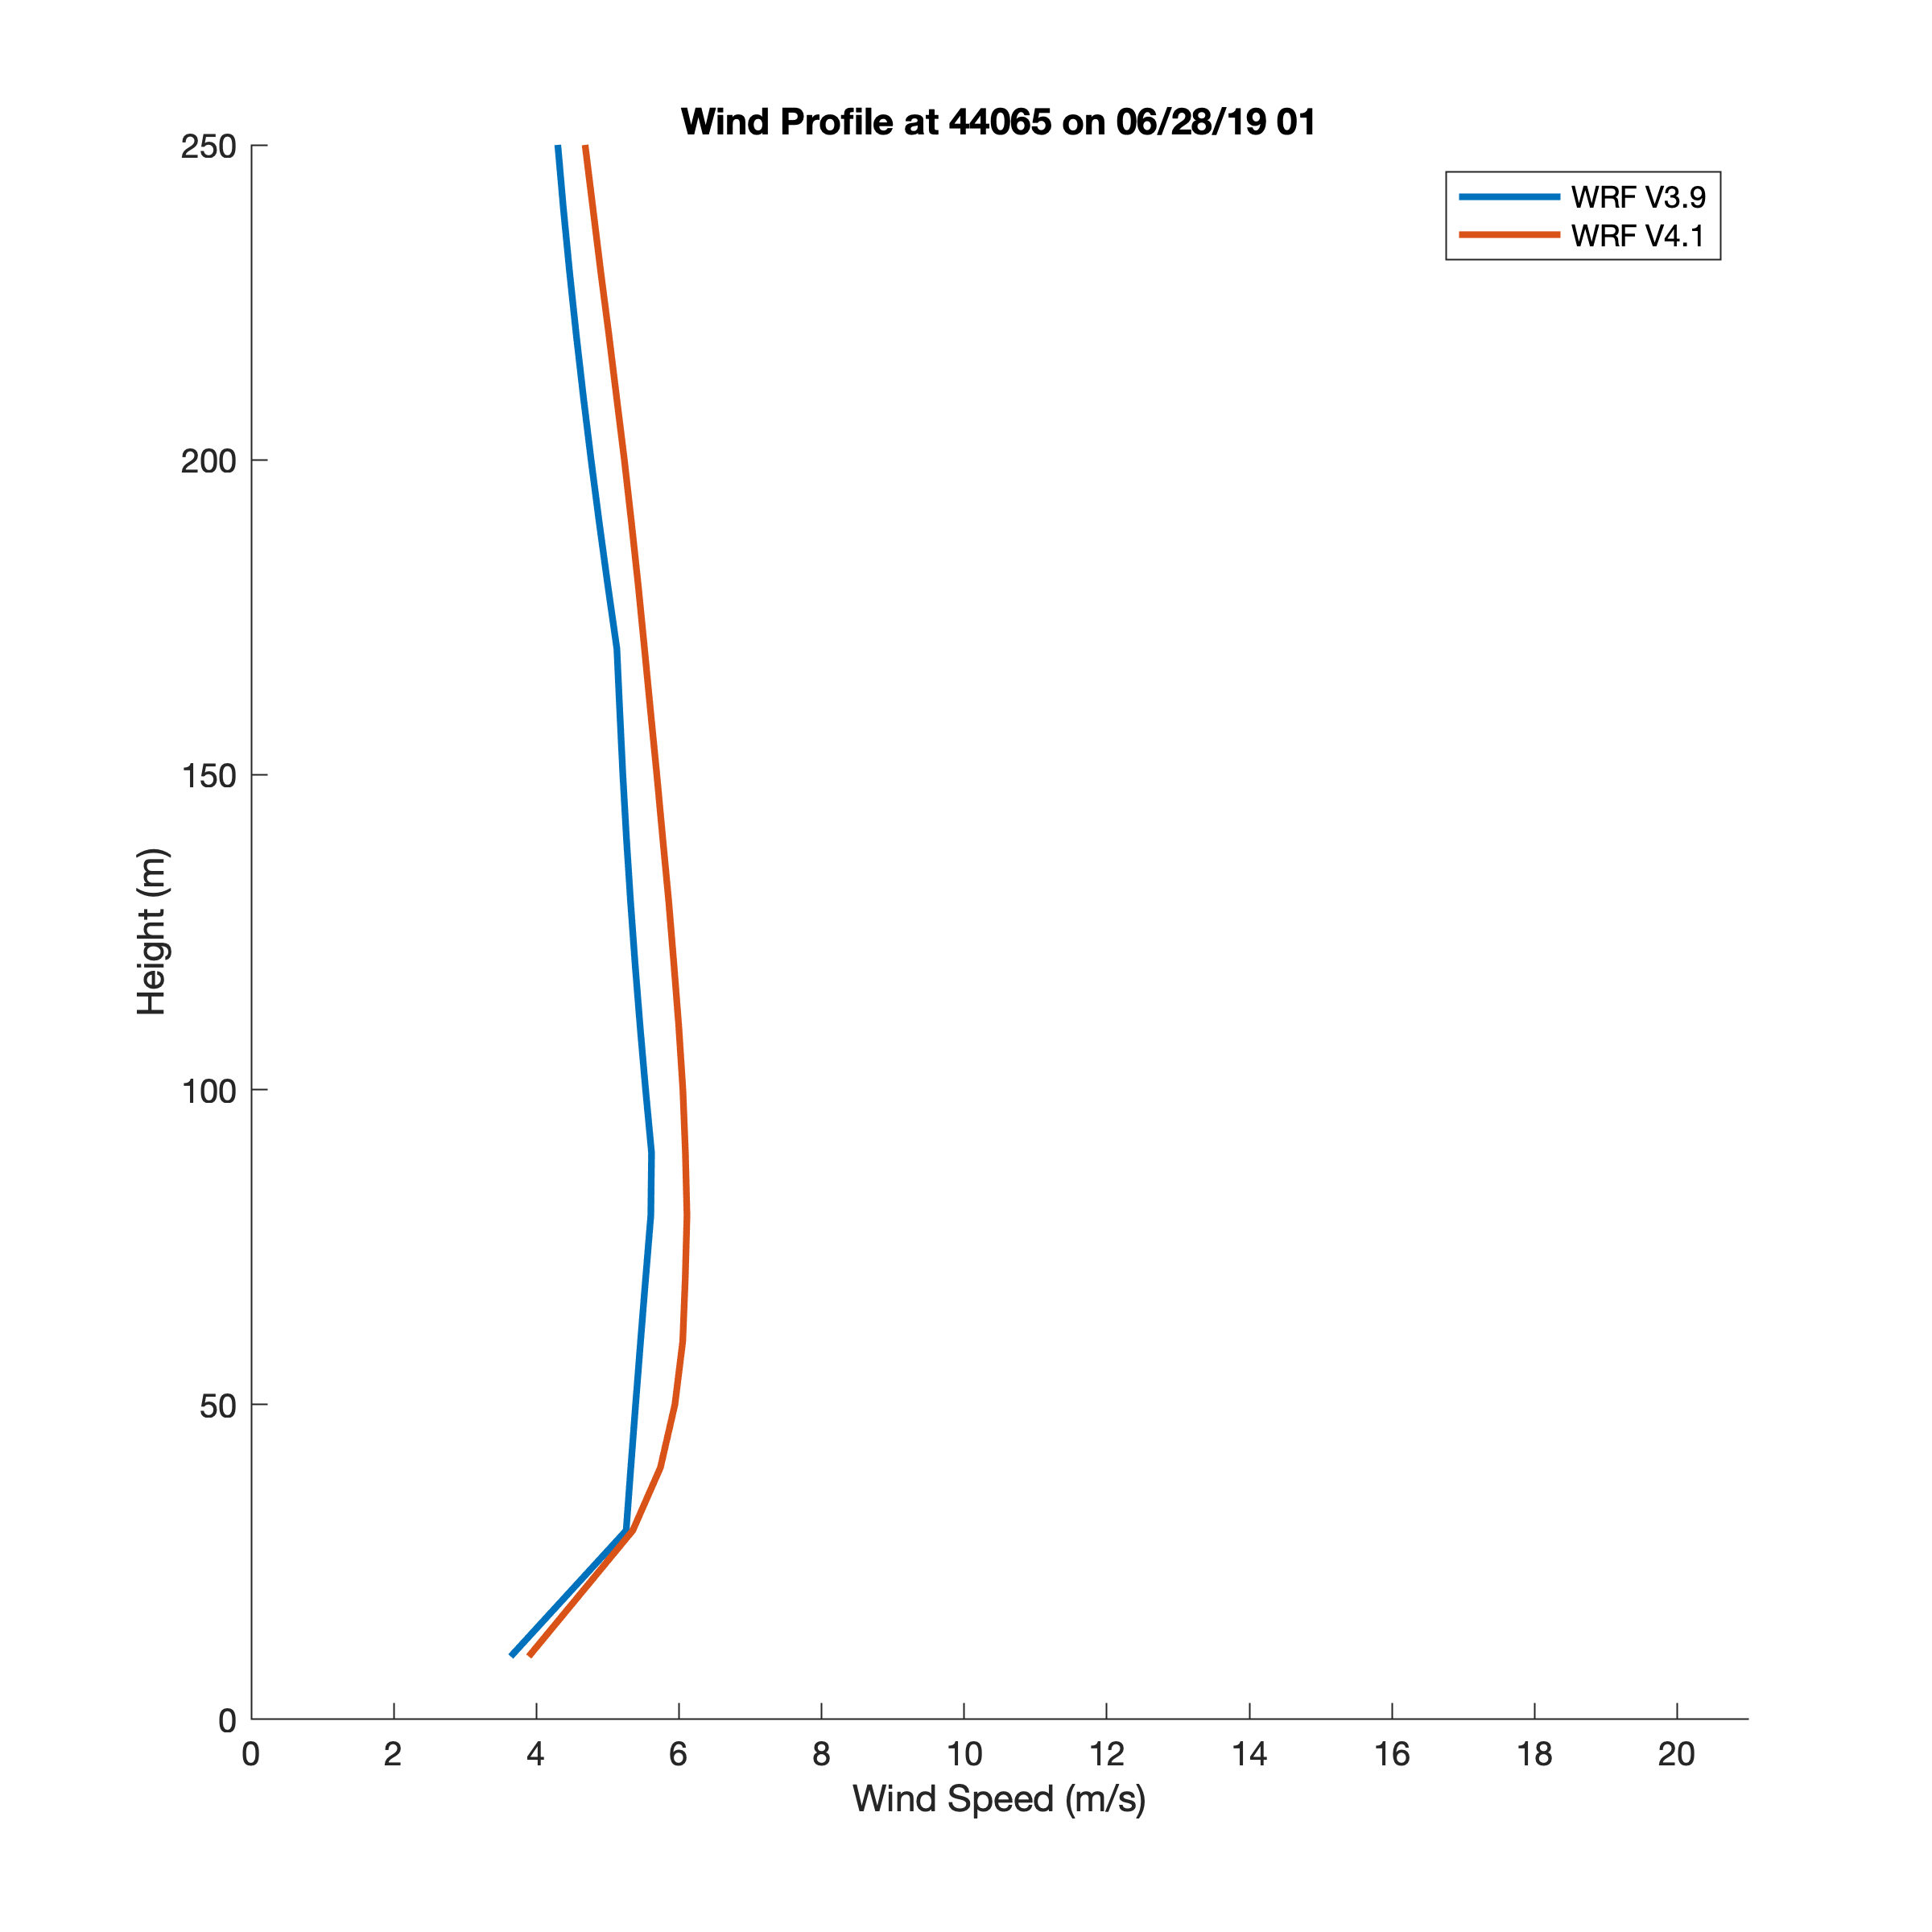 Wind Profile at 44065 on 06/28/19 01
WRF V3.9
WRF V4.1
250
200
150
100
50
0
Height (m)
0 2 4 6 8 10 12 14 16 18 20
Wind Speed (m/s)